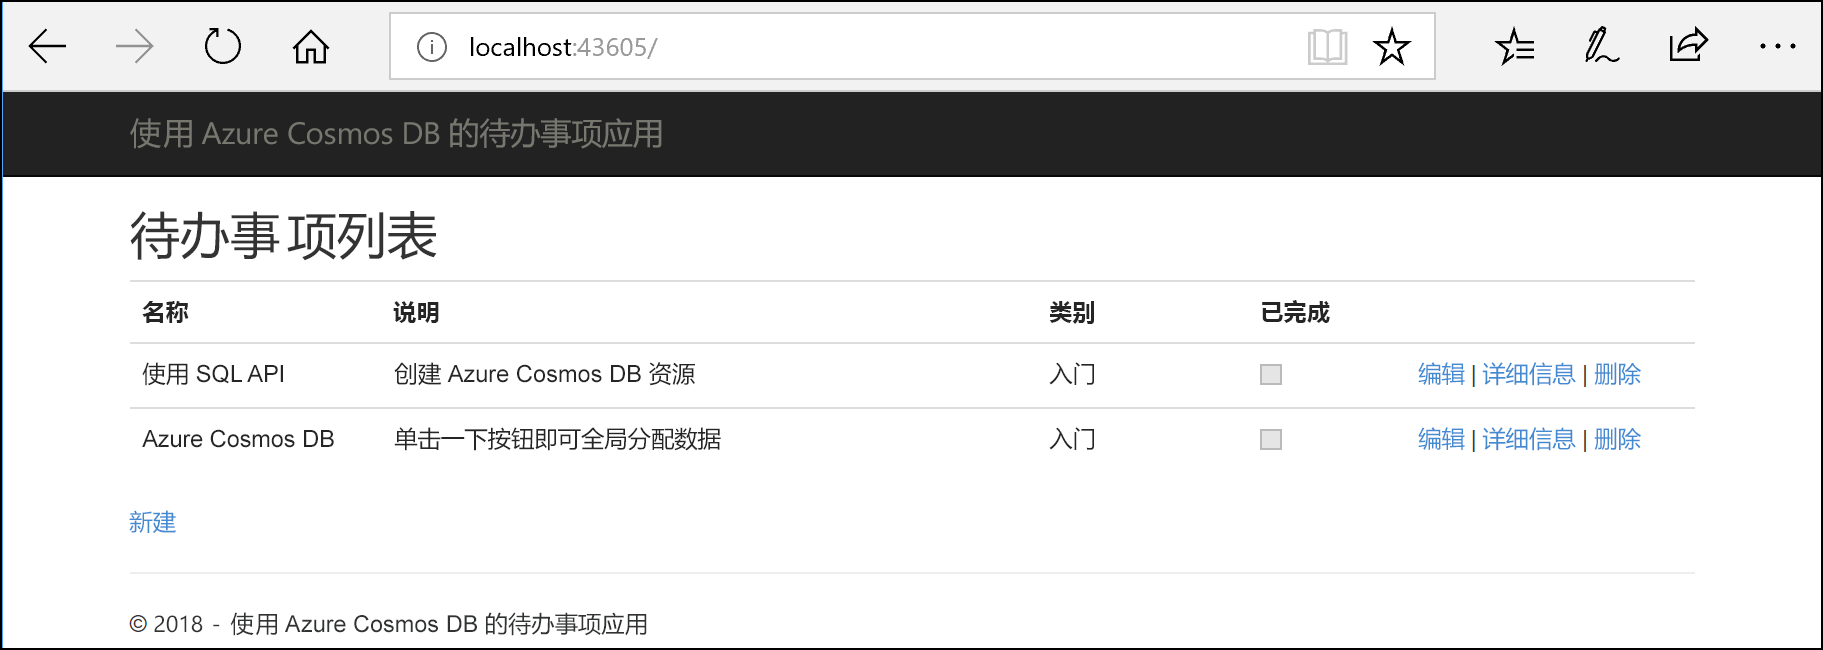 localhost:43605/
使用 Azure Cosmos DB 的待办事项应用
待办事项列表
名称 说明 类别 已完成
使用 SQL API 创建 Azure Cosmos DB 资源 入门 编辑 | 详细信息 | 删除
Azure Cosmos DB 单击一下按钮即可全局分配数据 入门 编辑 | 详细信息 | 删除
新建
© 2018 - 使用 Azure Cosmos DB 的待办事项应用